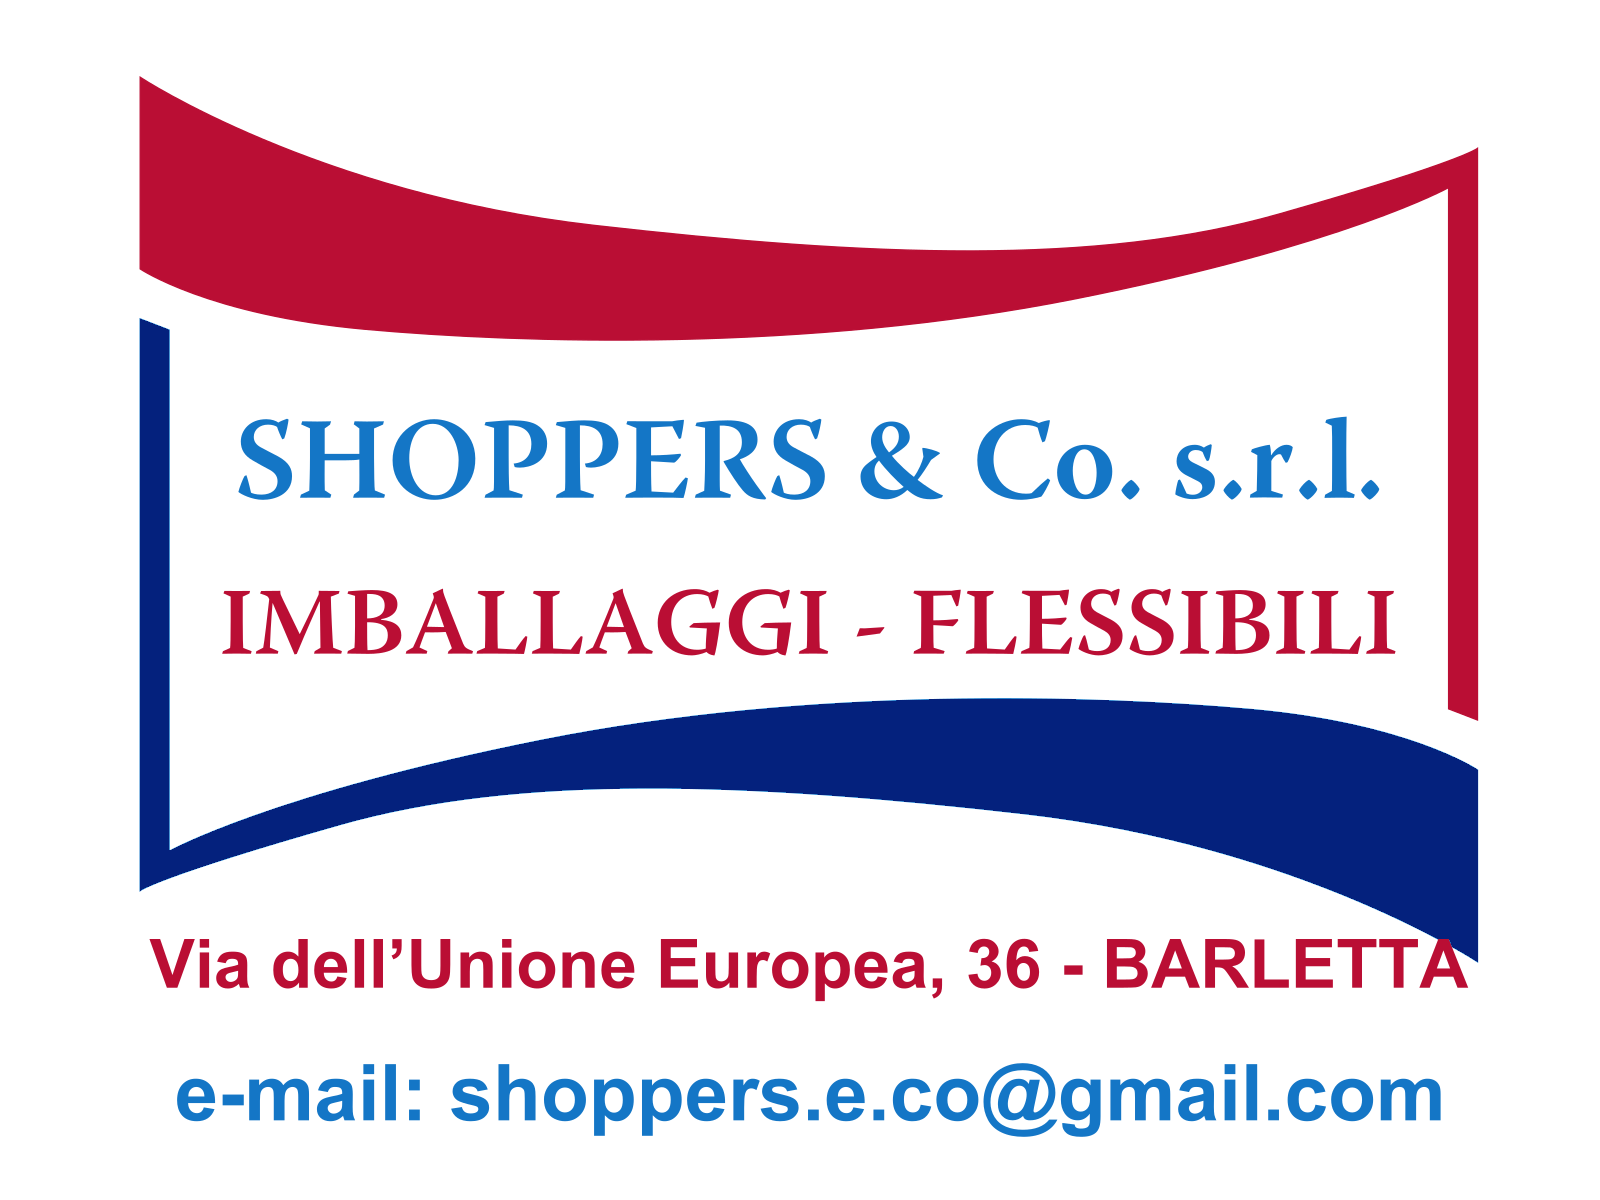 SHOPPERS & Co. s.r.l.
IMBALLAGGI - FLESSIBILI
Via dell’Unione Europea, 36 - BARLETTA
e-mail: shoppers.e.co@gmail.com